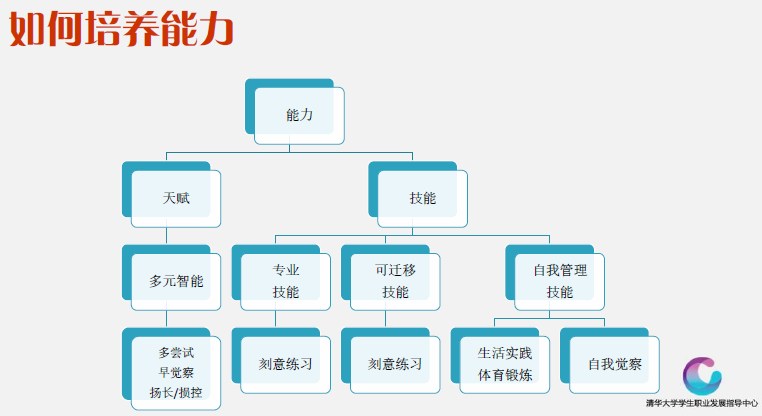 如何培养能力
能力
天赋
技能
多元智能
专业
技能
可迁移
技能
自我管理
技能
多尝试
早觉察
扬长/损控
刻意练习
刻意练习
生活实践
体育锻炼
自我觉察
清华大学学生职业发展指导中心